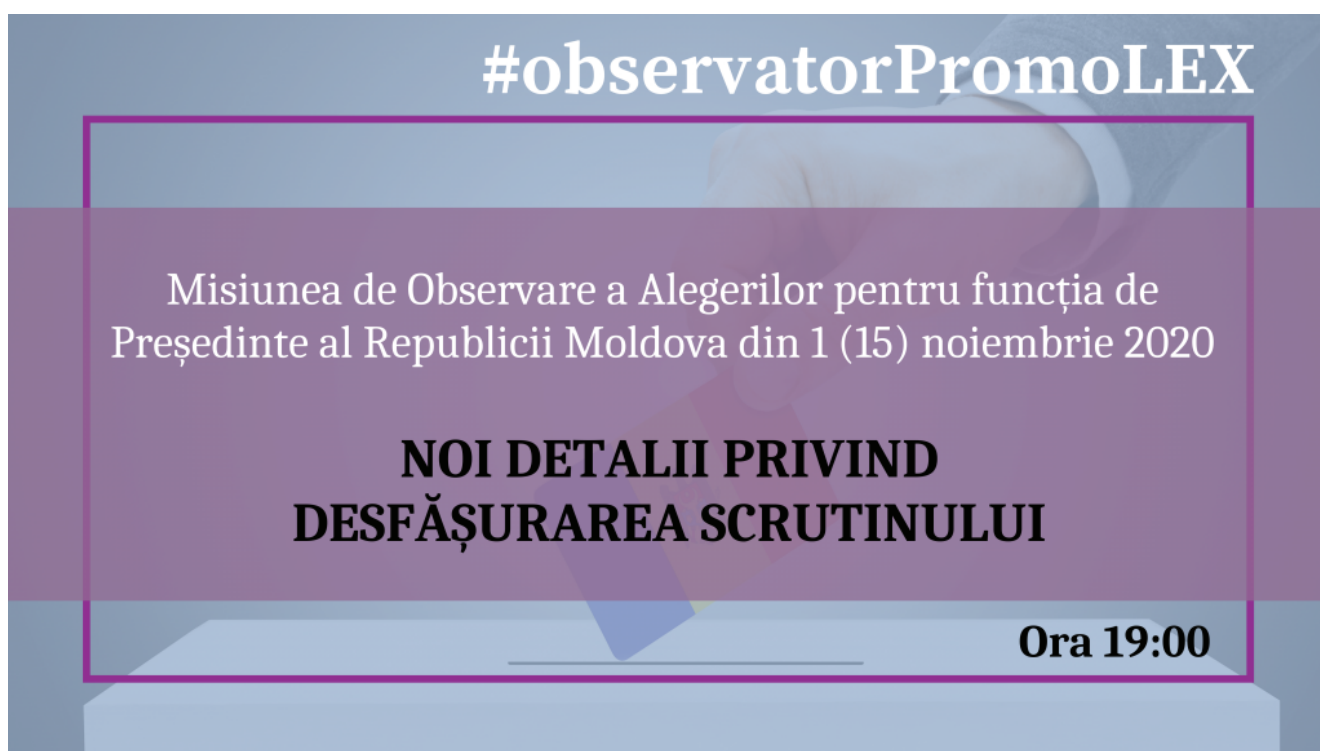 #observatorPromoLEX
Misiunea de Observare a Alegerilor pentru funcția de
Președinte al Republicii Moldova din 1 (15) noiembrie 2020
NOI DETALII PRIVIND
DESFĂȘURAREA SCRUTINULUI
Ora 19:00